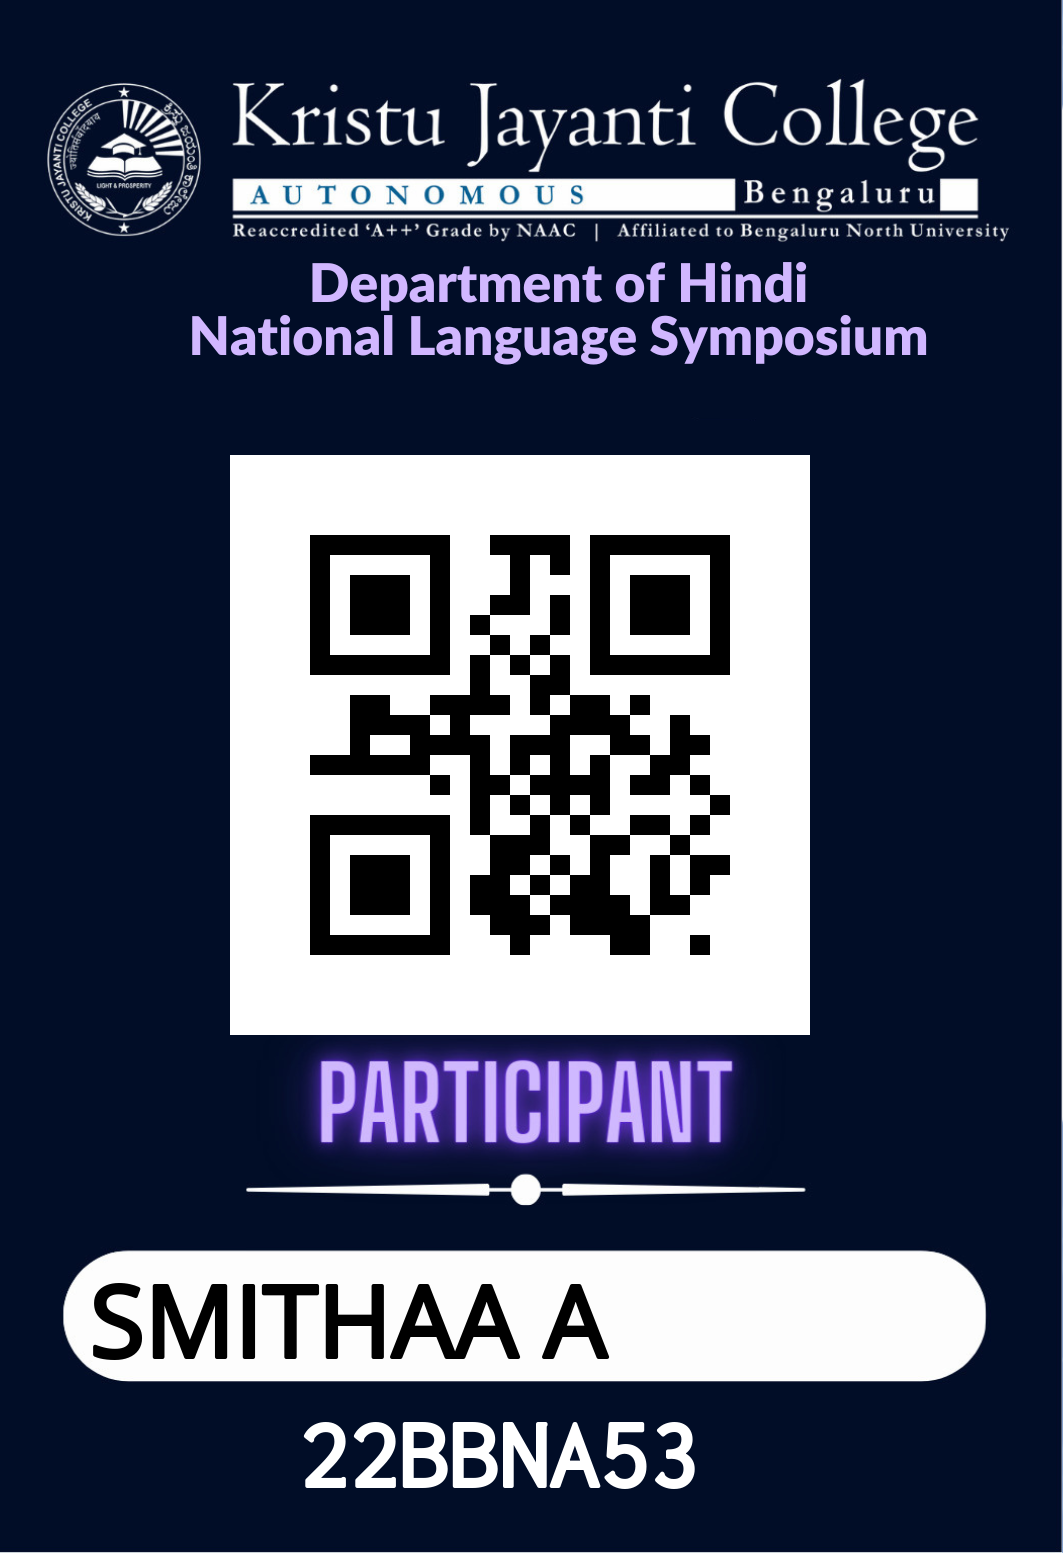 KRISTU JAYANTI COLLEGE
LIGHT & PROSPERITY
Kristu Jayanti College
AUTONOMOUS
Bengaluru
Reaccredited ‘A++’ Grade by NAAC | Affiliated to Bengaluru North University
Department of Hindi
National Language Symposium
PARTICIPANT
SMITHAA A
22BBNA53